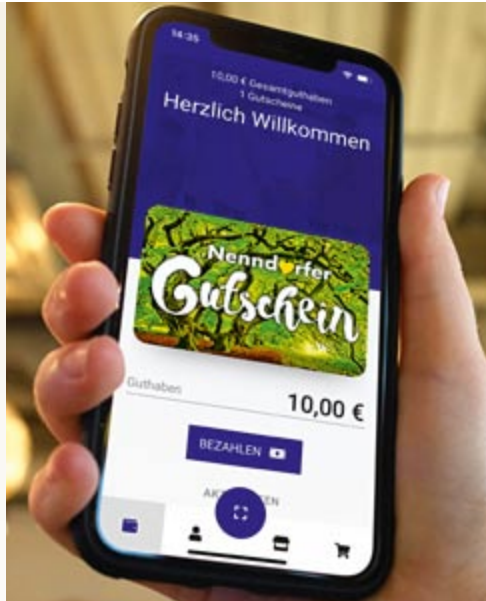 14:35
10,00 € Gesamtguthaben
1 Gutscheine
Herzlich Willkommen
Nenndorfer
Gutschein
Guthaben
10,00 €
BEZAHLEN